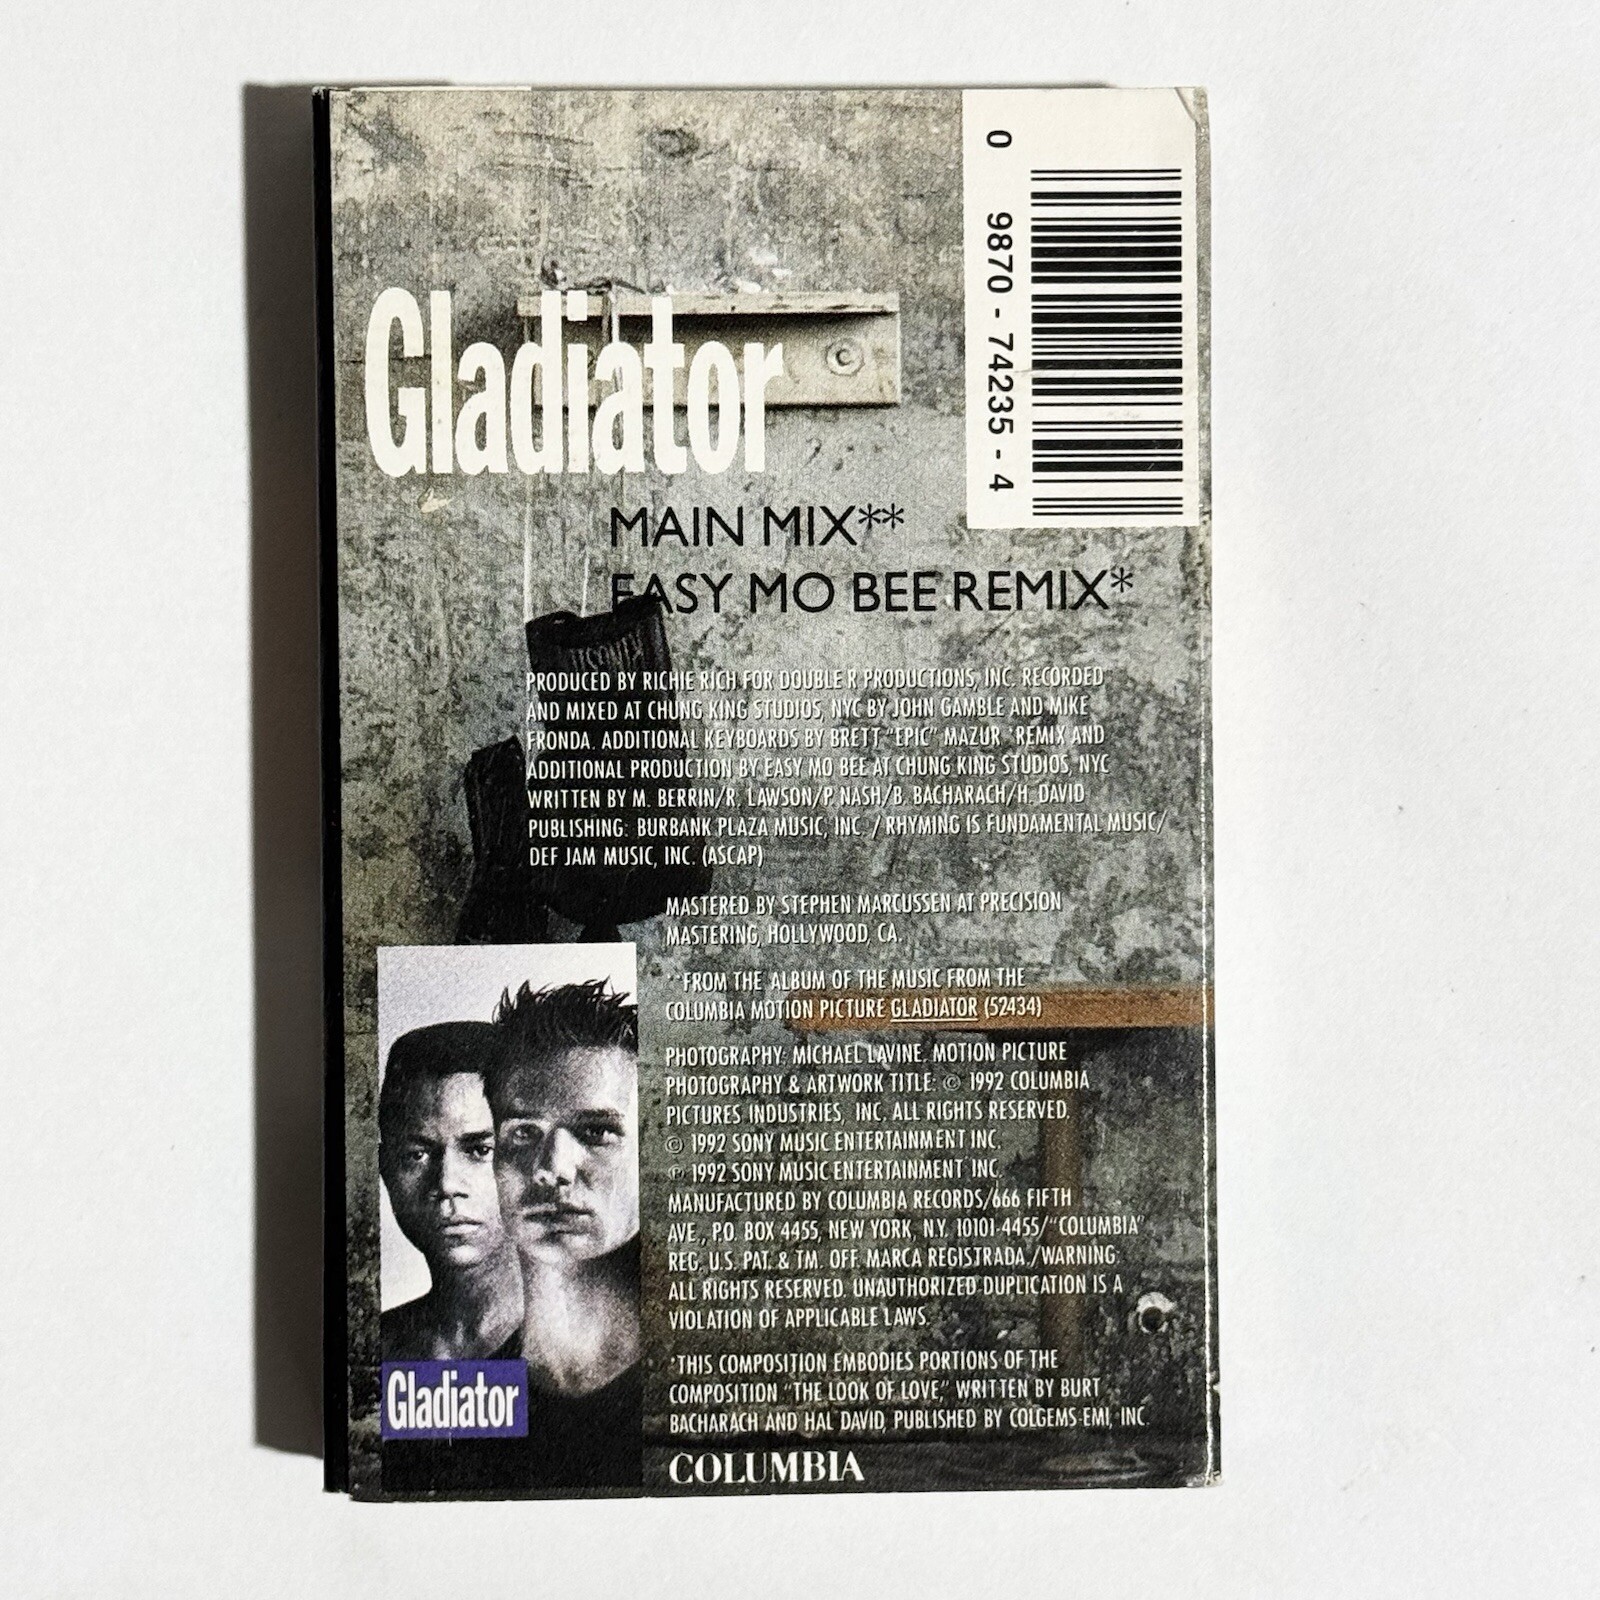 0 9870-74235-4
Gladiator
MAIN MIX**
EASY MO BEE REMIX*
PRODUCED BY RICHIE RICH FOR DOUBLE R PRODUCTIONS, INC. RECORDED
AND MIXED AT CHUNG KING STUDIOS, NYC BY JOHN GAMBLE AND MIKE
FRONDA. ADDITIONAL KEYBOARDS BY BRETT "EPIC" MAZUR. *REMIX AND
ADDITIONAL PRODUCTION BY EASY MO BEE AT CHUNG KING STUDIOS, NYC
WRITTEN BY M. BERRIN/R. LAWSON/P. NASH/B. BACHARACH/H. DAVID
PUBLISHING: BURBANK PLAZA MUSIC, INC. / RHYMING IS FUNDAMENTAL MUSIC/
DEF JAM MUSIC, INC. (ASCAP)
MASTERED BY STEPHEN MARCUSSEN AT PRECISION
MASTERING, HOLLYWOOD, CA.
**FROM THE ALBUM OF THE MUSIC FROM THE
COLUMBIA MOTION PICTURE GLADIATOR (52434)
PHOTOGRAPHY: MICHAEL LAVINE. MOTION PICTURE
PHOTOGRAPHY & ARTWORK TITLE: © 1992 COLUMBIA
PICTURES INDUSTRIES, INC. ALL RIGHTS RESERVED.
© 1992 SONY MUSIC ENTERTAINMENT INC.
℗ 1992 SONY MUSIC ENTERTAINMENT INC.
MANUFACTURED BY COLUMBIA RECORDS/666 FIFTH
AVE., P.O. BOX 4455, NEW YORK, N.Y. 10101-4455/"COLUMBIA"
REG. U.S. PAT. & TM. OFF. MARCA REGISTRADA./WARNING:
ALL RIGHTS RESERVED. UNAUTHORIZED DUPLICATION IS A
VIOLATION OF APPLICABLE LAWS.
*THIS COMPOSITION EMBODIES PORTIONS OF THE
COMPOSITION "THE LOOK OF LOVE," WRITTEN BY BURT
BACHARACH AND HAL DAVID, PUBLISHED BY COLGEMS-EMI, INC.
Gladiator
COLUMBIA